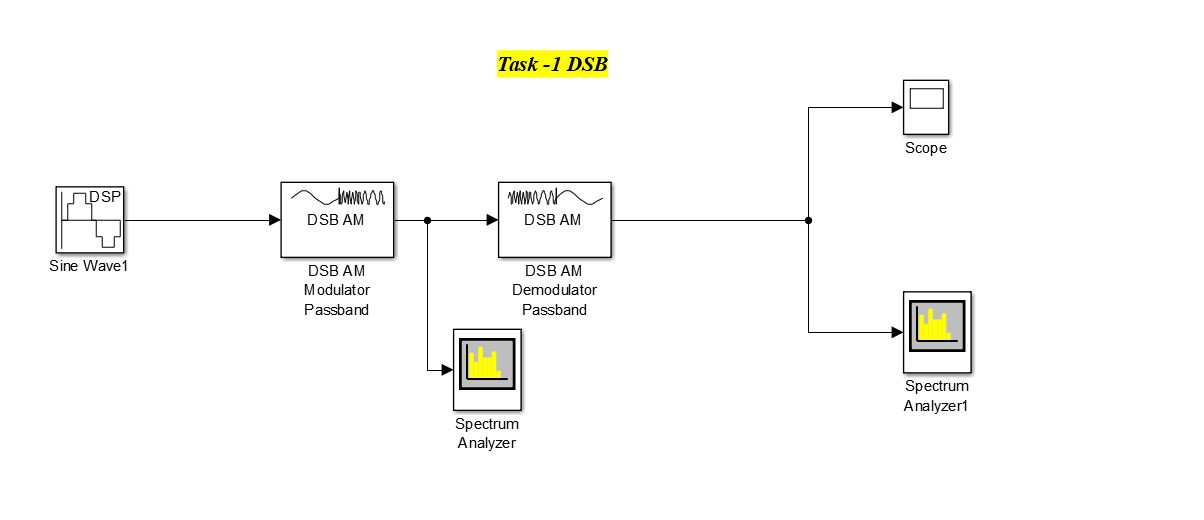 Task -1 DSB
Scope
DSP
Sine Wave1
DSB AM
DSB AM
Modulator
Passband
DSB AM
DSB AM
Demodulator
Passband
Spectrum
Analyzer
Spectrum
Analyzer1